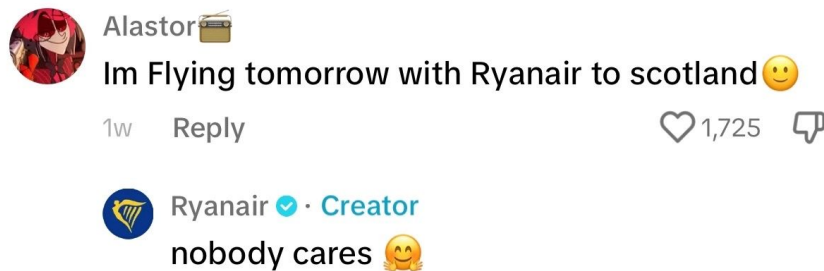 Alastor📻
Im Flying tomorrow with Ryanair to scotland🙂
1w Reply 1,725
Ryanair · Creator
nobody cares 🤗